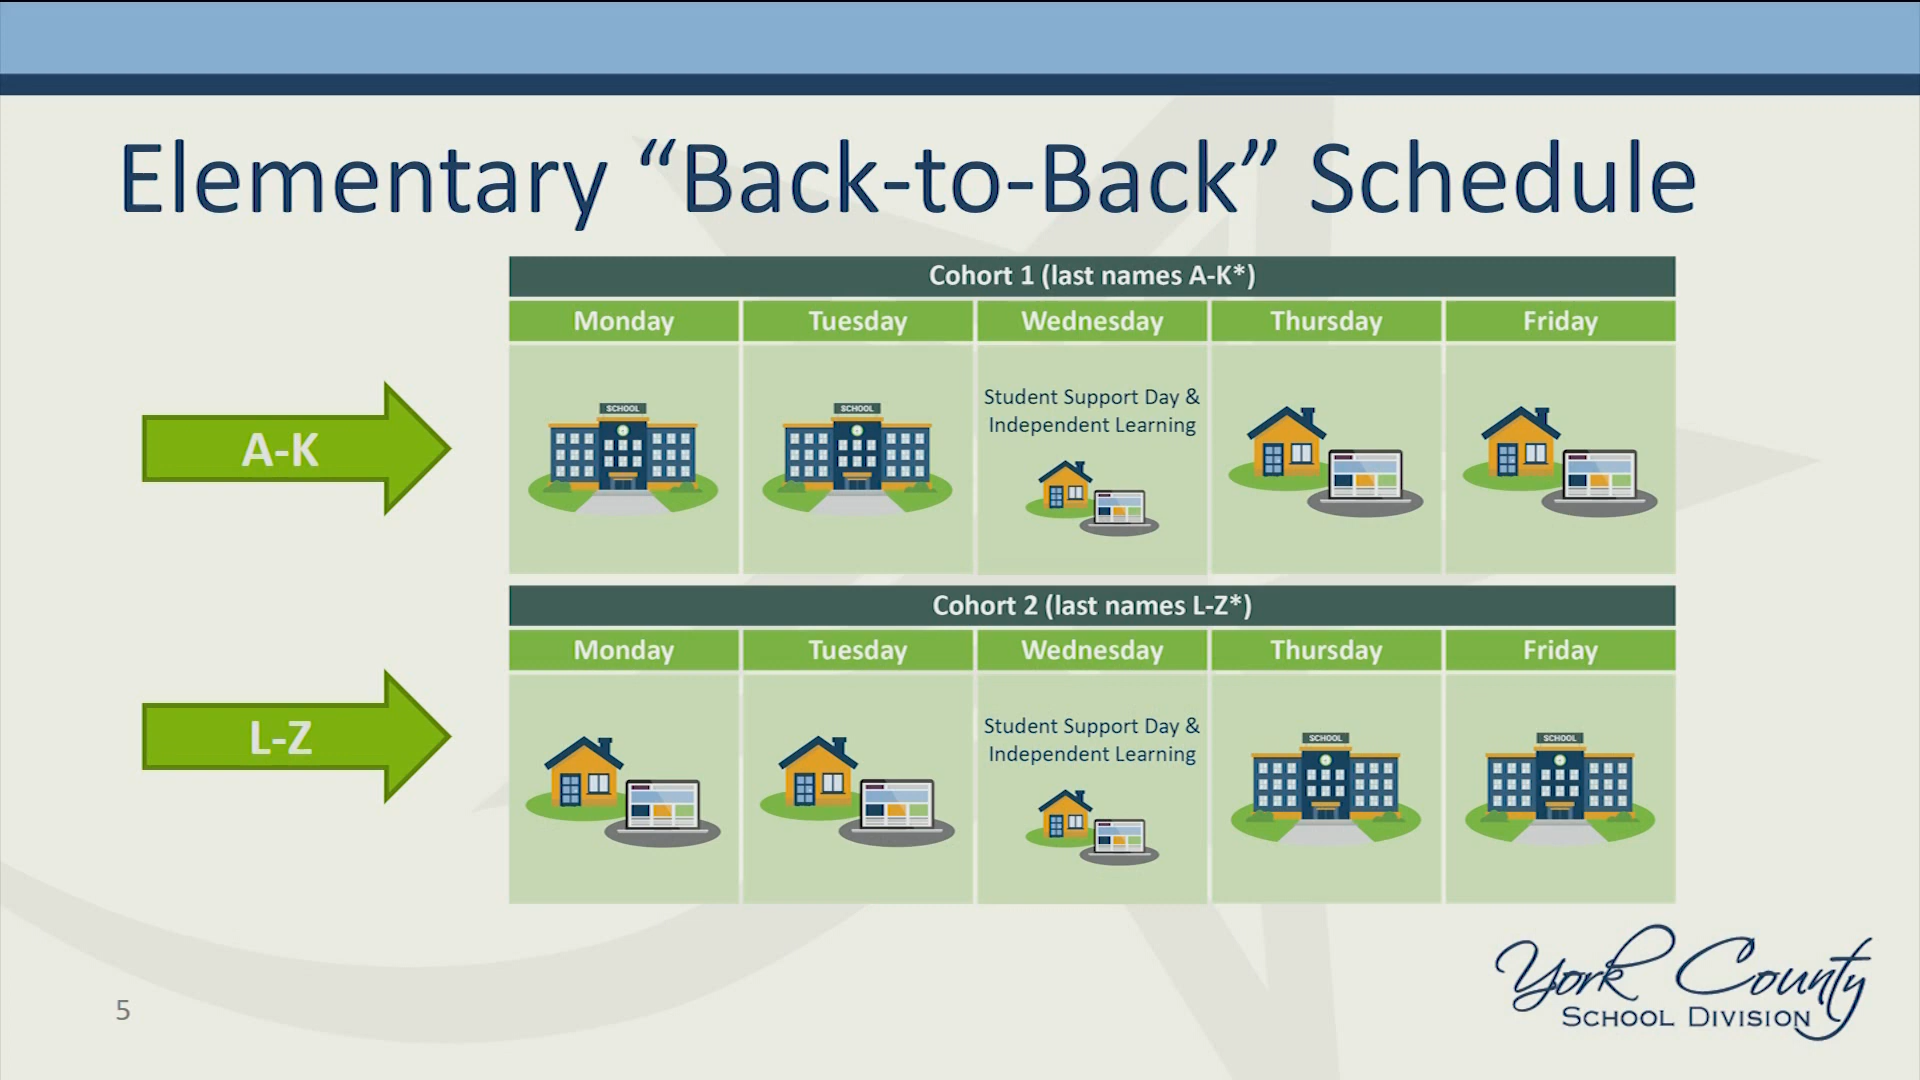 Elementary “Back-to-Back” Schedule
Cohort 1 (last names A-K*)
Monday Tuesday Wednesday Thursday Friday
A-K
SCHOOL SCHOOL
Student Support Day &
Independent Learning
Cohort 2 (last names L-Z*)
Monday Tuesday Wednesday Thursday Friday
L-Z
Student Support Day &
Independent Learning
SCHOOL SCHOOL
York County
SCHOOL DIVISION
5